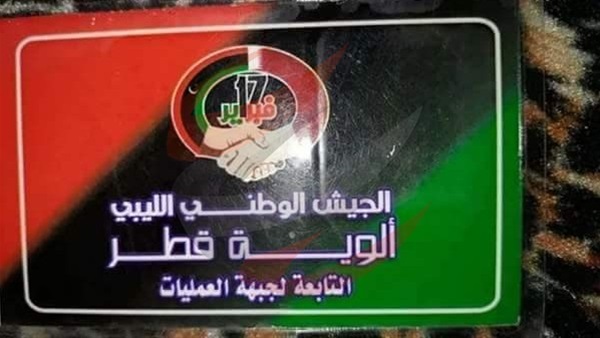 17
فبراير
الجيش الوطني الليبي
ألوية قطر
التابعة لجبهة العمليات